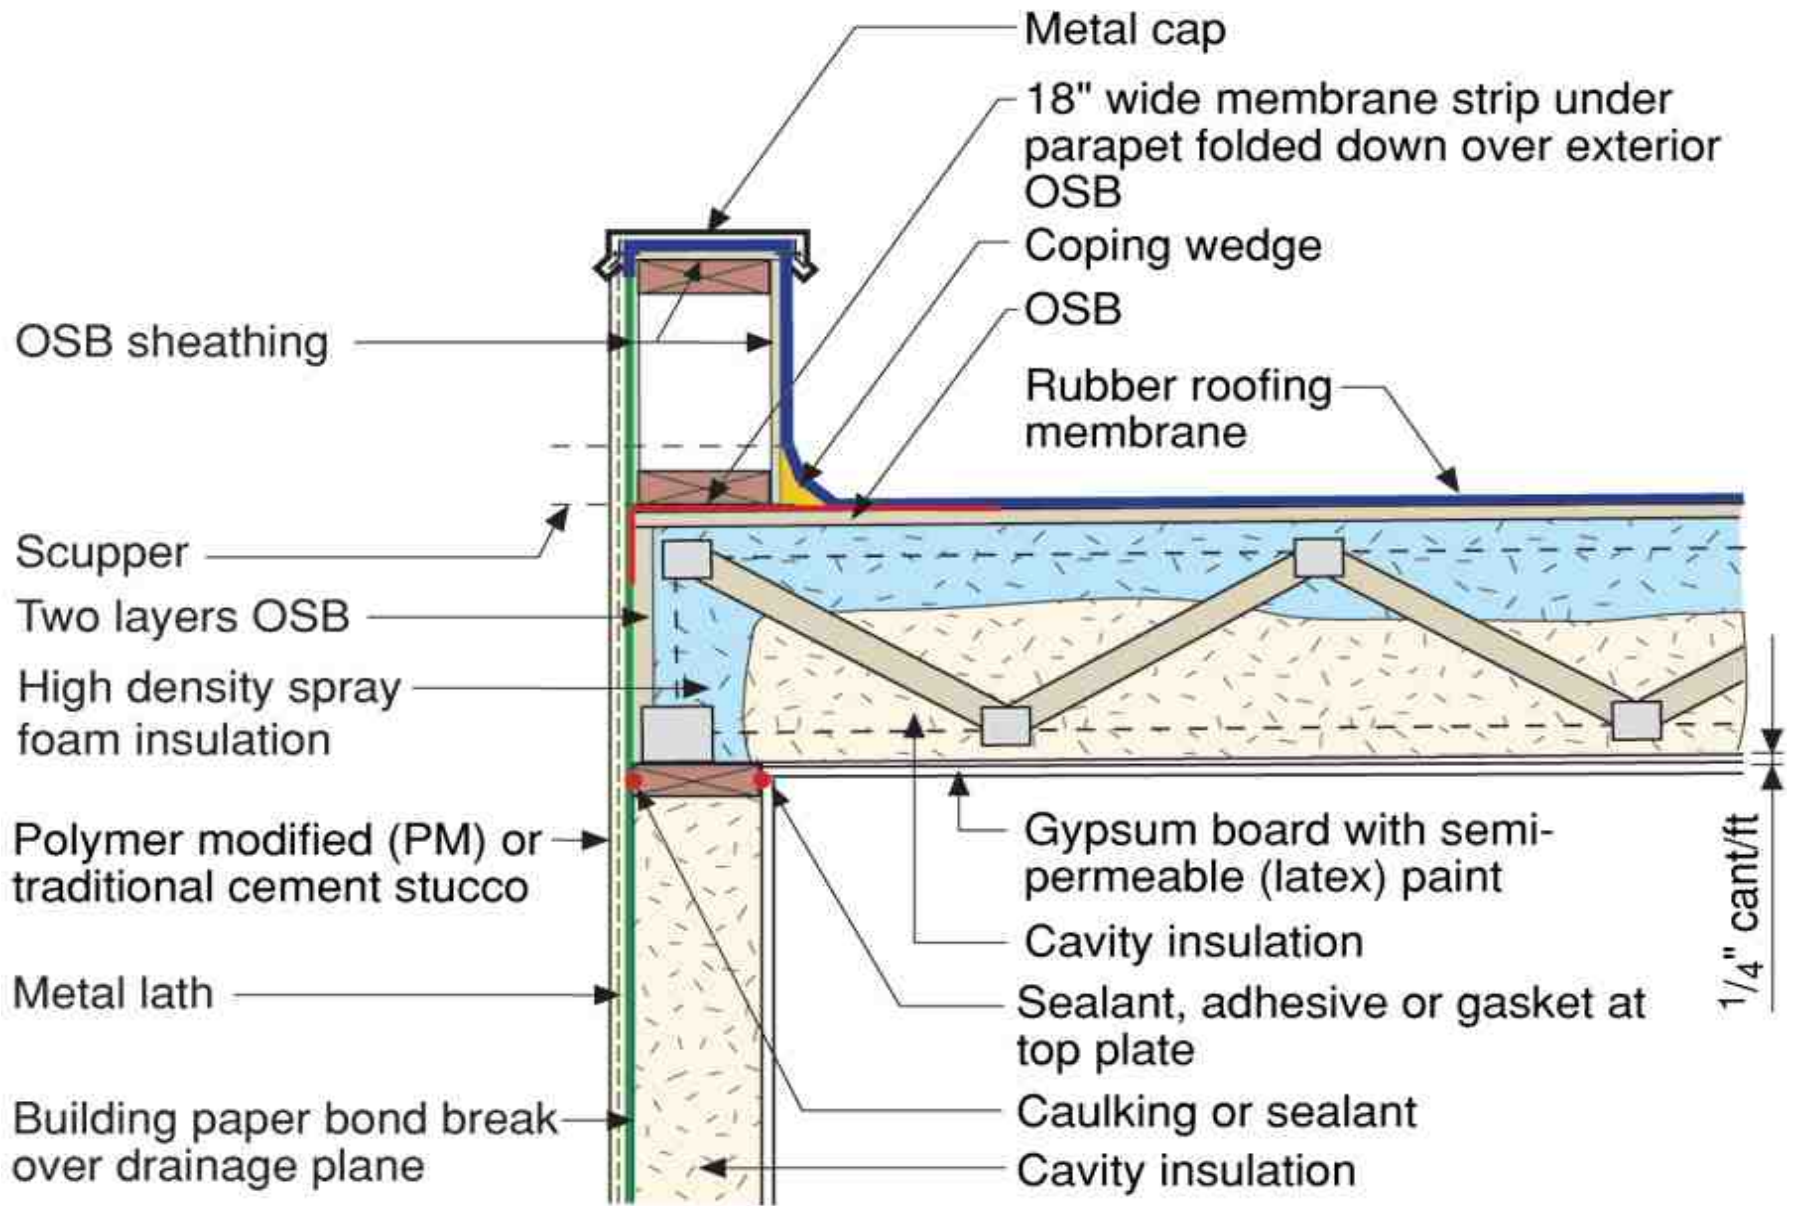 Metal cap
18" wide membrane strip under
parapet folded down over exterior
OSB
Coping wedge
OSB
Rubber roofing
membrane
OSB sheathing
Scupper
Two layers OSB
High density spray
foam insulation
Polymer modified (PM) or
traditional cement stucco
Metal lath
Building paper bond break
over drainage plane
Gypsum board with semi-
permeable (latex) paint
Cavity insulation
Sealant, adhesive or gasket at
top plate
Caulking or sealant
Cavity insulation
1/4" cant/ft